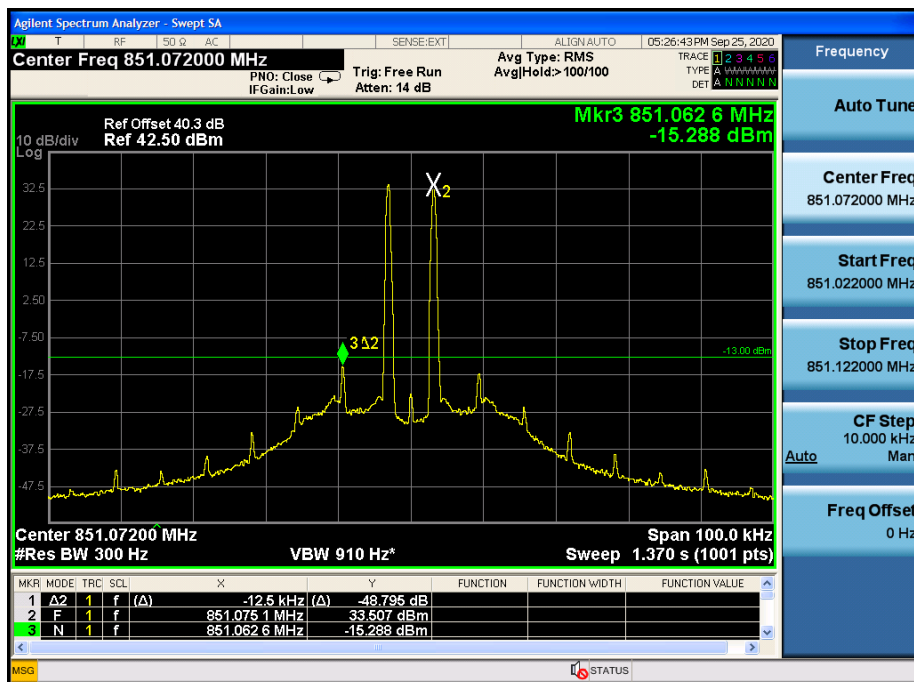 Agilent Spectrum Analyzer - Swept SA
LXI T RF 50 Ω AC SENSE:EXT ALIGN AUTO 05:26:43 PM Sep 25, 2020
Center Freq 851.072000 MHz
PNO: Close
IFGain:Low
Trig: Free Run
Atten: 14 dB
Avg Type: RMS
Avg|Hold:>100/100
TRACE 1 2 3 4 5 6
TYPE A WWWWWW
DET A N N N N N
Mkr3 851.062 6 MHz
-15.288 dBm
Ref Offset 40.3 dB
10 dB/div Ref 42.50 dBm
Log
32.5
22.5
12.5
2.50
-7.50
-17.5
-27.5
-37.5
-47.5
X2
3Δ2
-13.00 dBm
Center 851.07200 MHz Span 100.0 kHz
#Res BW 300 Hz VBW 910 Hz* Sweep 1.370 s (1001 pts)
MKR MODE TRC SCL X Y FUNCTION FUNCTION WIDTH FUNCTION VALUE
1 Δ2 1 f (Δ) -12.5 kHz (Δ) -48.795 dB
2 F 1 f 851.075 1 MHz 33.507 dBm
3 N 1 f 851.062 6 MHz -15.288 dBm
MSG STATUS
Frequency
Auto Tune
Center Freq
851.072000 MHz
Start Freq
851.022000 MHz
Stop Freq
851.122000 MHz
CF Step
10.000 kHz
Auto Man
Freq Offset
0 Hz